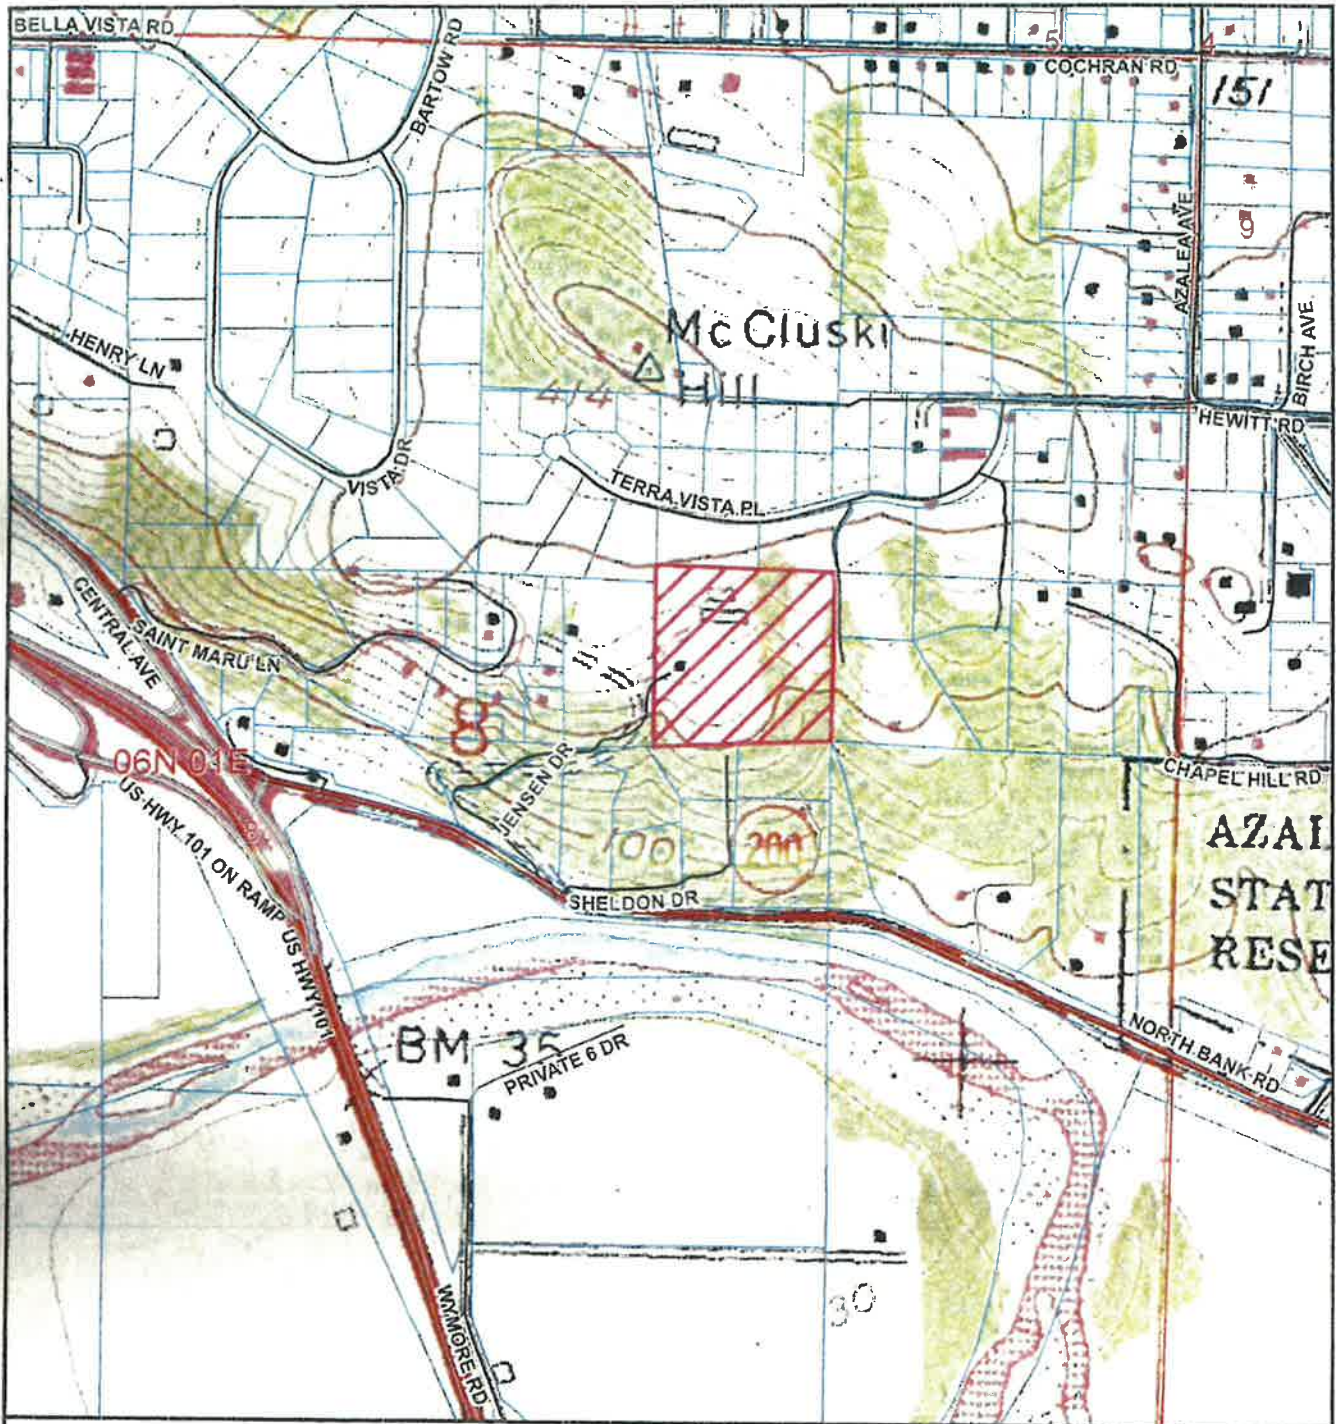 BELLA VISTA RD
BARTOW RD
5
4
COCHRAN RD
151
9
AZALEA AVE
BIRCH AVE
HENRY LN
Mc Cluski
Hill
414
HEWITT RD
VISTA DR
TERRA VISTA PL
CENTRAL AVE
SAINT MARU LN
8
06N 01E
JENSEN DR
CHAPEL HILL RD
US HWY 101 ON RAMP
100
200
AZAL
STAT
RESE
SHELDON DR
US HWY 101
BM 35
PRIVATE 6 DR
NORTH BANK RD
30
WYMORE RD